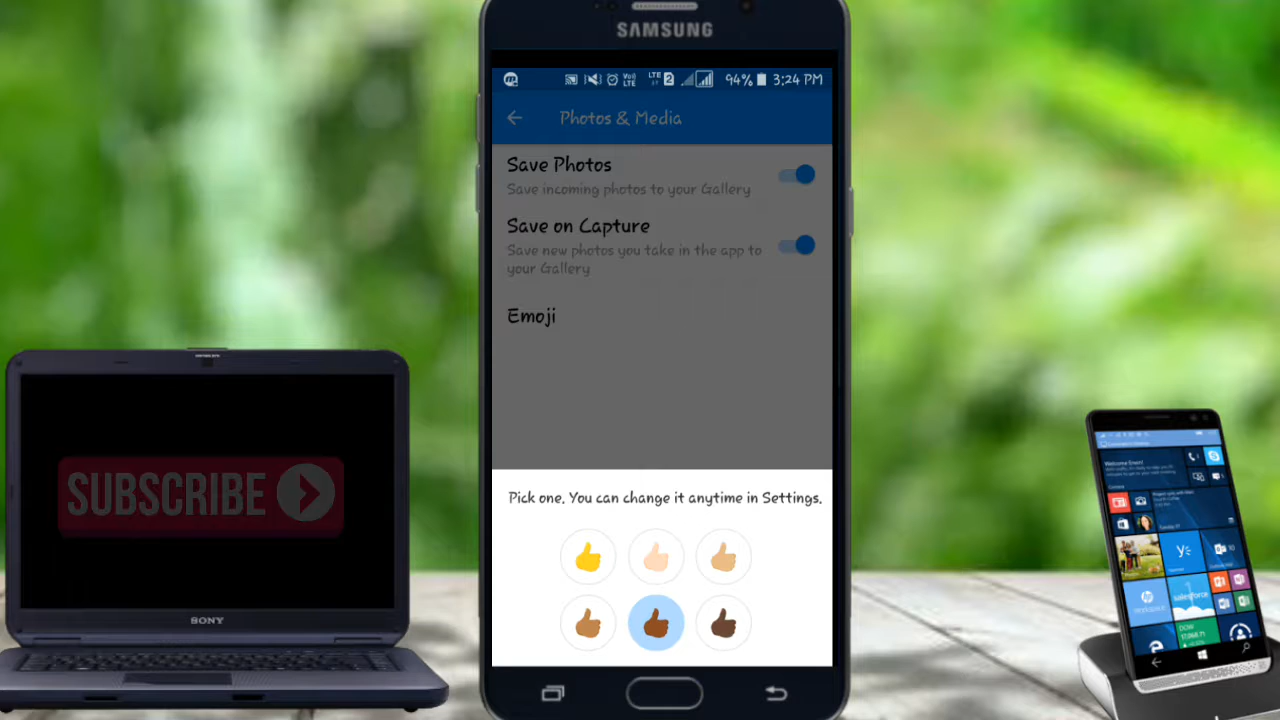 SAMSUNG
LTE 2 94% 3:24 PM
Photos & Media
Save Photos
Save incoming photos to your Gallery
Save on Capture
Save new photos you take in the app to
your Gallery
Emoji
Pick one. You can change it anytime in Settings.
SUBSCRIBE
SONY